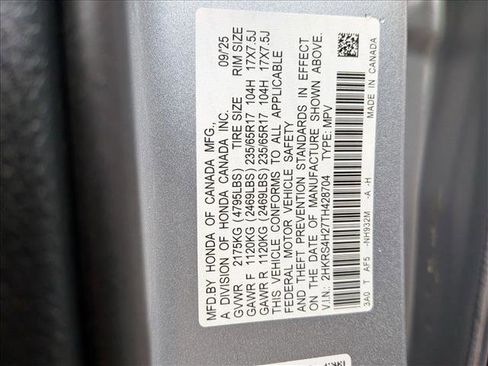 MFD.BY HONDA OF CANADA MFG.,
A DIVISION OF HONDA CANADA INC. 09/25
GVWR 2175KG (4795LBS) TIRE SIZE RIM SIZE
GAWR F 1120KG (2469LBS) 235/65R17 104H 17X7.5J
GAWR R 1120KG (2469LBS) 235/65R17 104H 17X7.5J
THIS VEHICLE CONFORMS TO ALL APPLICABLE
FEDERAL MOTOR VEHICLE SAFETY
AND THEFT PREVENTION STANDARDS IN EFFECT
ON THE DATE OF MANUFACTURE SHOWN ABOVE.
V.I.N.: 2HKRS4H27TH428704 TYPE: MPV
3A0 T AF5 -NH932M -A -H MADE IN CANADA